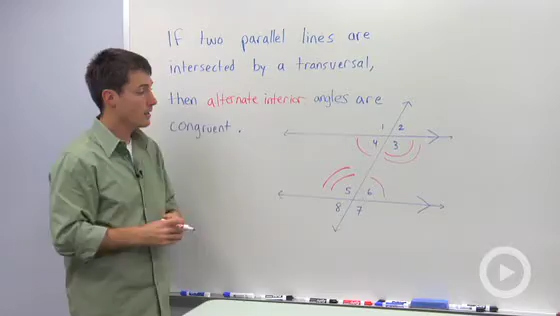 If two parallel lines are
intersected by a transversal,
then alternate interior angles are
congruent.
1 2
4 3
5 6
8 7